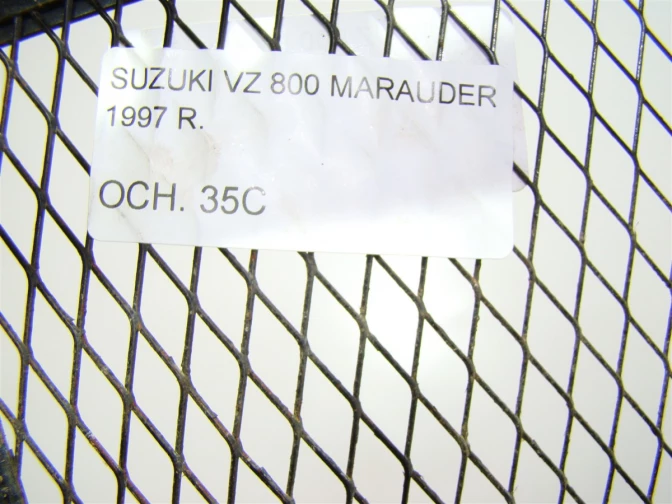 SUZUKI VZ 800 MARAUDER
1997 R.
OCH. 35C